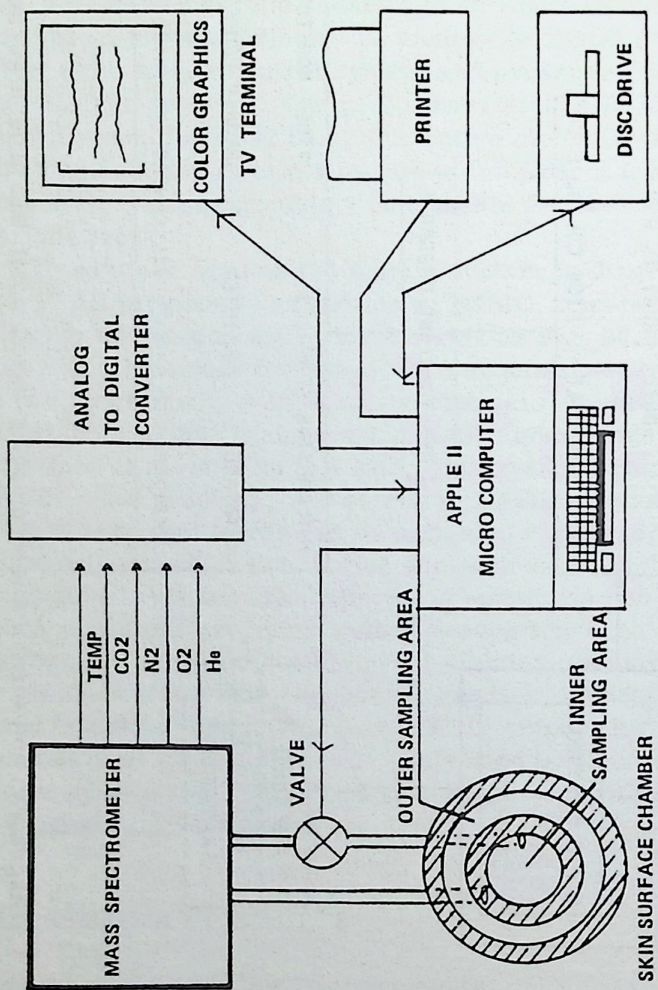 MASS SPECTROMETER
TEMP
CO2
N2
O2
He
ANALOG
TO DIGITAL
CONVERTER
COLOR GRAPHICS
TV TERMINAL
VALVE
OUTER SAMPLING AREA
APPLE II
MICRO COMPUTER
PRINTER
INNER
SAMPLING AREA
DISC DRIVE
SKIN SURFACE CHAMBER